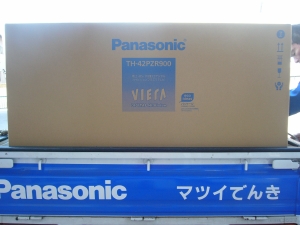 Panasonic
TH-42PZR900
VIERA
Panasonic マツイでんき